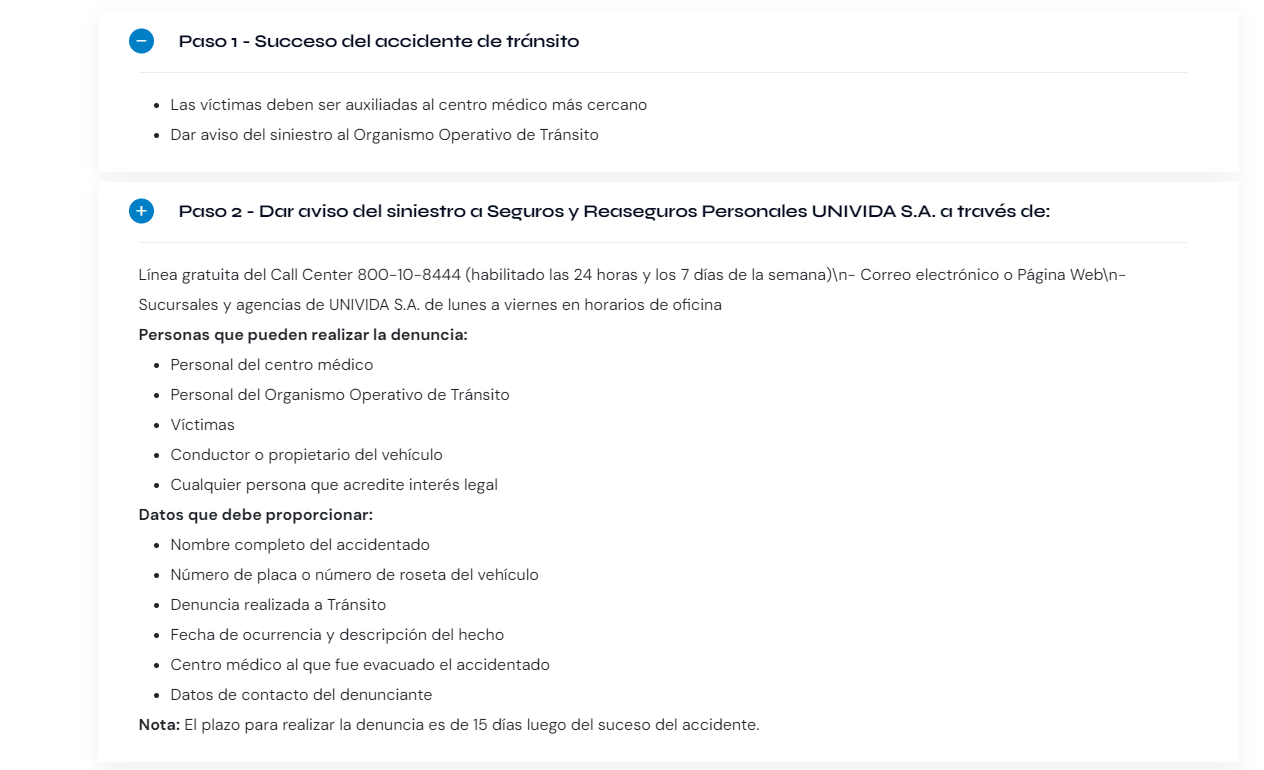 Paso 1 - Succeso del accidente de tránsito
Las víctimas deben ser auxiliadas al centro médico más cercano
Dar aviso del siniestro al Organismo Operativo de Tránsito
Paso 2 - Dar aviso del siniestro a Seguros y Reaseguros Personales UNIVIDA S.A. a través de:
Línea gratuita del Call Center 800-10-8444 (habilitado las 24 horas y los 7 días de la semana)\n- Correo electrónico o Página Web\n-
Sucursales y agencias de UNIVIDA S.A. de lunes a viernes en horarios de oficina
Personas que pueden realizar la denuncia:
Personal del centro médico
Personal del Organismo Operativo de Tránsito
Víctimas
Conductor o propietario del vehículo
Cualquier persona que acredite interés legal
Datos que debe proporcionar:
Nombre completo del accidentado
Número de placa o número de roseta del vehículo
Denuncia realizada a Tránsito
Fecha de ocurrencia y descripción del hecho
Centro médico al que fue evacuado el accidentado
Datos de contacto del denunciante
Nota: El plazo para realizar la denuncia es de 15 días luego del suceso del accidente.